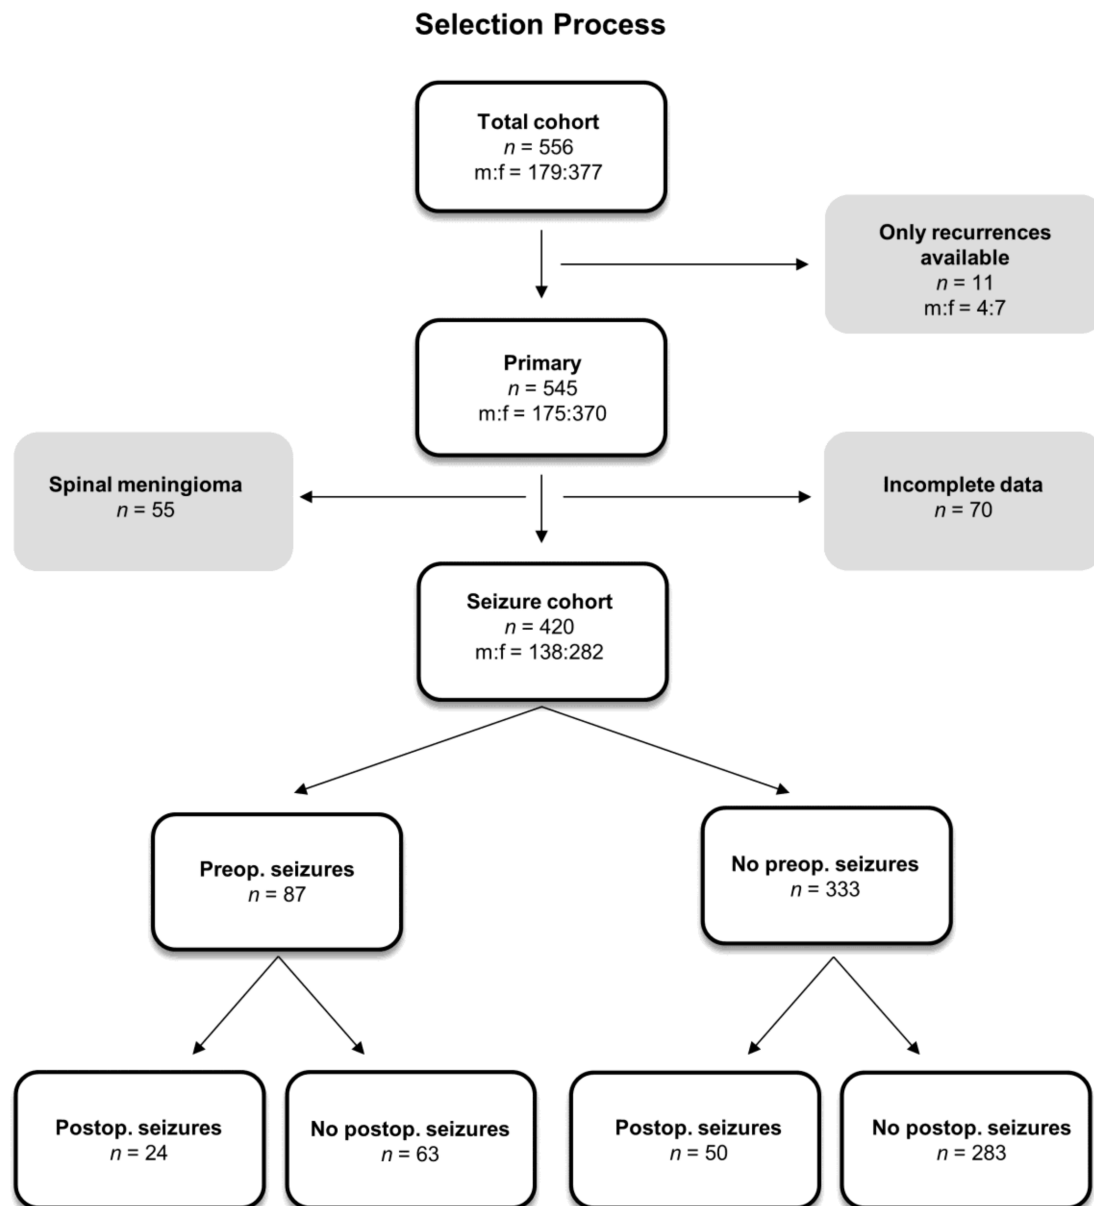 Selection Process
Total cohort
n = 556
m:f = 179:377
Only recurrences
available
n = 11
m:f = 4:7
Primary
n = 545
m:f = 175:370
Spinal meningioma
n = 55
Incomplete data
n = 70
Seizure cohort
n = 420
m:f = 138:282
Preop. seizures
n = 87
No preop. seizures
n = 333
Postop. seizures
n = 24
No postop. seizures
n = 63
Postop. seizures
n = 50
No postop. seizures
n = 283